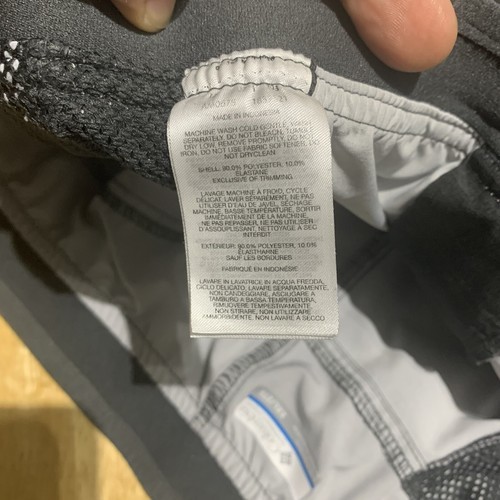 MADE IN INDONESIA
MACHINE WASH COLD GENTLE, WASH
SEPARATELY, DO NOT BLEACH, TUMBLE
DRY LOW, REMOVE PROMPTLY, DO NOT
IRON, DO NOT USE FABRIC SOFTENER, DO
NOT DRYCLEAN
SHELL: 90.0% POLYESTER, 10.0%
ELASTANE
EXCLUSIVE OF TRIMMING.
LAVAGE MACHINE À FROID, CYCLE
DÉLICAT, LAVER SÉPARÉMENT, NE PAS
UTILISER D'EAU DE JAVEL, SÉCHAGE
MACHINE, BASSE TEMPÉRATURE, SORTIR
IMMÉDIATEMENT DE LA MACHINE,
NE PAS REPASSER, NE PAS UTILISER
D'ASSOUPLISSANT, NETTOYAGE À SEC
INTERDIT
EXTÉRIEUR: 90.0% POLYESTER, 10.0%
ÉLASTHANNE
SAUF LES BORDURES
FABRIQUÉ EN INDONÉSIE
LAVARE IN LAVATRICE IN ACQUA FREDDA,
CICLO DELICATO, LAVARE SEPARATAMENTE,
NON CANDEGGIARE, ASCIUGARE A
TAMBURO A BASSA TEMPERATURA,
RIMUOVERE TEMPESTIVAMENTE,
NON STIRARE, NON UTILIZZARE
AMMORBIDENTE, NON LAVARE A SECCO